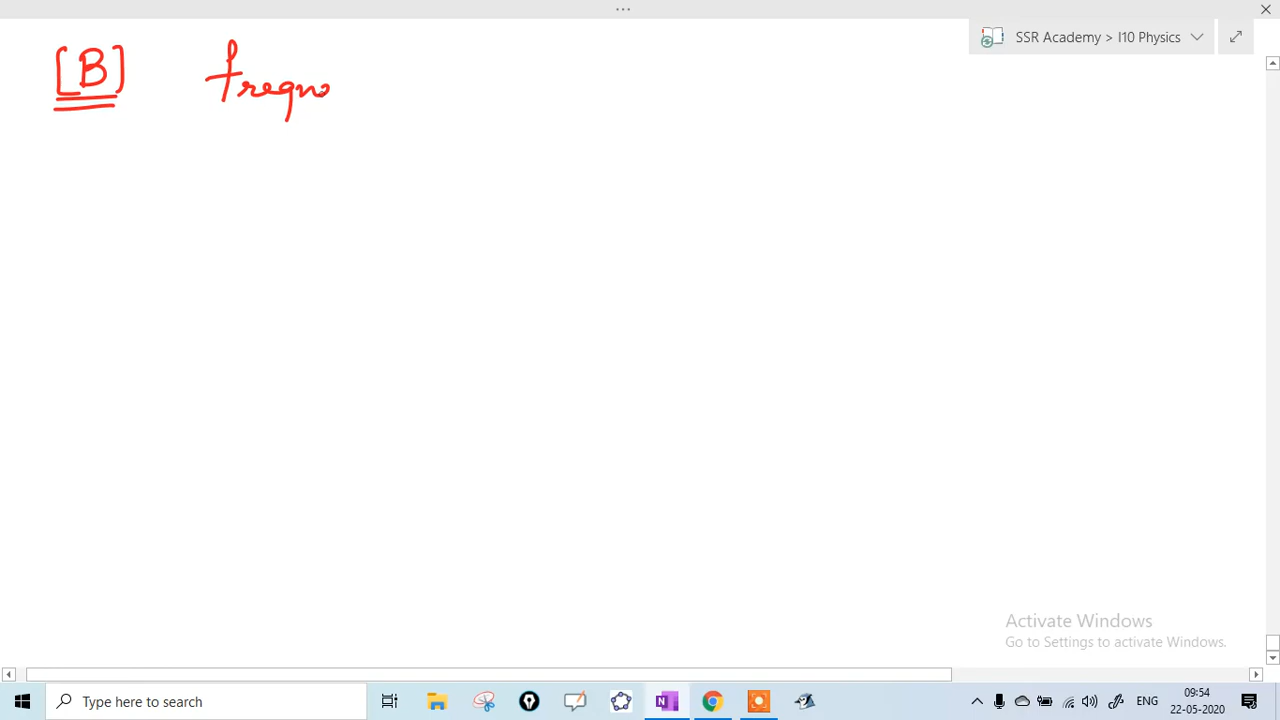 SSR Academy > I10 Physics
[B]
Activate Windows
Go to Settings to activate Windows.
Type here to search
ENG
09:54
22-05-2020